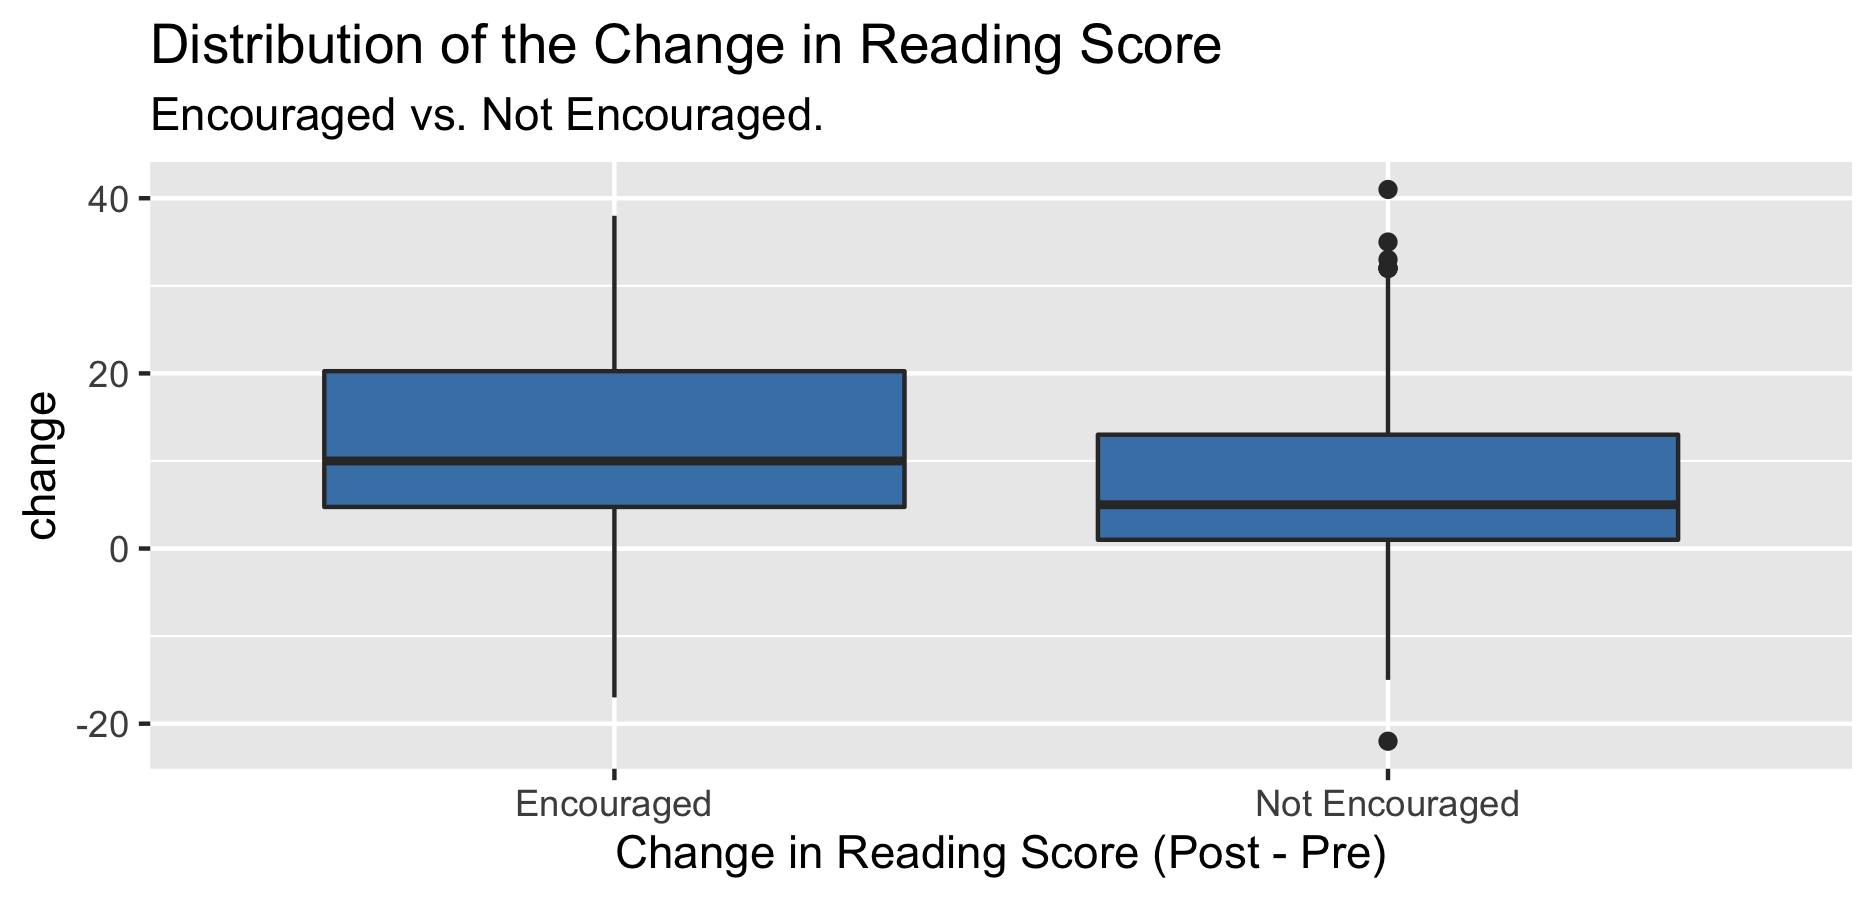 Distribution of the Change in Reading Score
Encouraged vs. Not Encouraged.
change
40
20
0
-20
Encouraged
Not Encouraged
Change in Reading Score (Post - Pre)